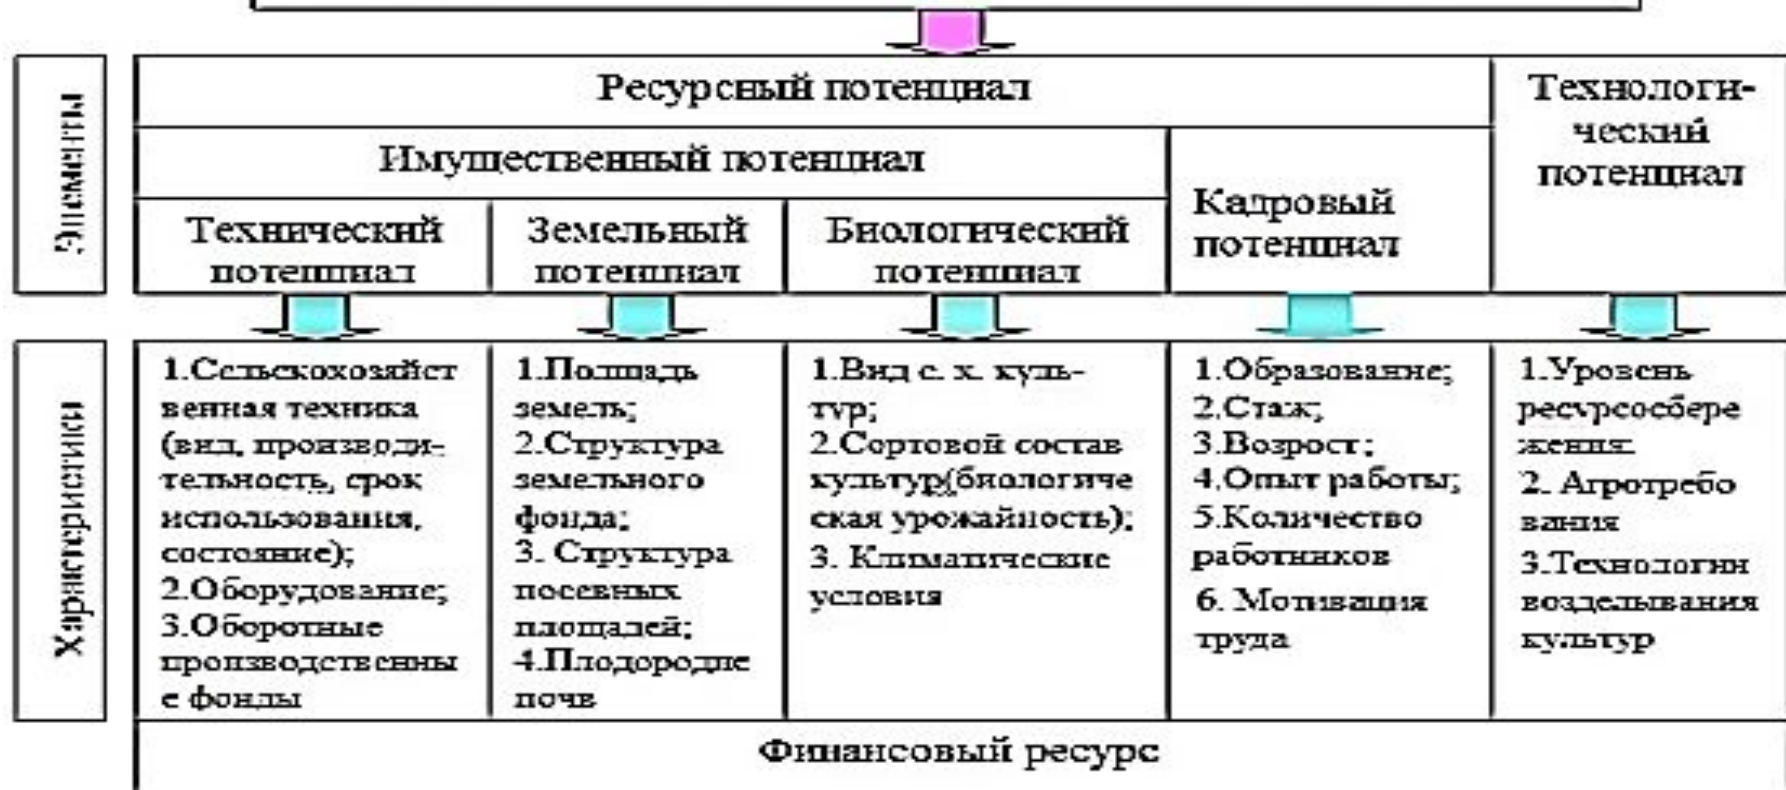 Элементы
Ресурсный потенциал
Имущественный потенциал
Технический
потенциал
Земельный
потенциал
Биологический
потенциал
Кадровый
потенциал
Технологи-
ческий
потенциал
Характеристики
1.Сельскохозяйст
венная техника
(вид, производи-
тельность, срок
использования,
состояние);
2.Оборудование;
3.Оборотные
производственны
е фонды
1.Полщадь
земель;
2.Структура
земельного
фонда;
3. Структура
посевных
площадей;
4.Плодородие
почв
1.Вид с. х. куль-
тур;
2.Сортовой состав
культур(биологиче
ская урожайность);
3. Климатические
условия
1.Образование;
2.Стаж;
3.Возрост;
4.Опыт работы;
5.Количество
работников
6. Мотивация
труда
1.Уровень
ресурсосбере
жения:
2. Агротребо
вания
3.Технологии
возделывания
культур
Финансовый ресурс